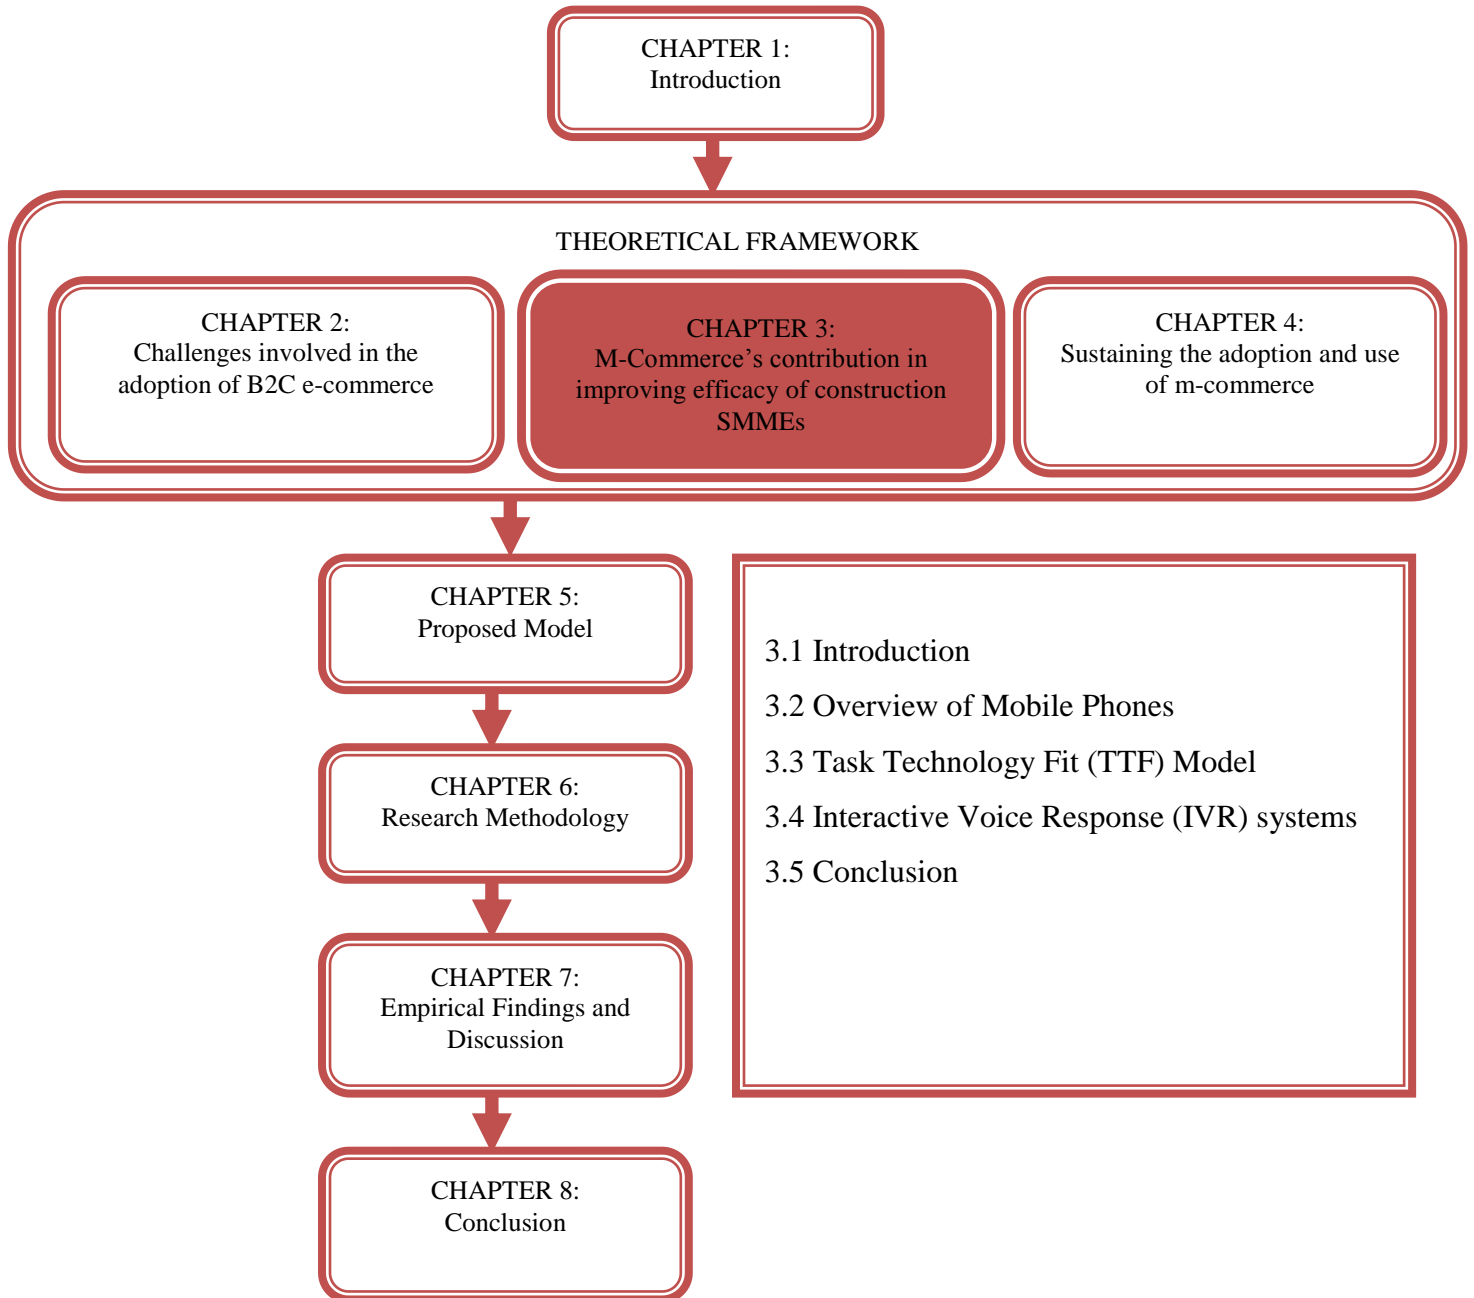 CHAPTER 1:
Introduction
THEORETICAL FRAMEWORK
CHAPTER 2:
Challenges involved in the
adoption of B2C e-commerce
CHAPTER 3:
M-Commerce’s contribution in
improving efficacy of construction
SMMEs
CHAPTER 4:
Sustaining the adoption and use
of m-commerce
CHAPTER 5:
Proposed Model
CHAPTER 6:
Research Methodology
CHAPTER 7:
Empirical Findings and
Discussion
CHAPTER 8:
Conclusion
3.1 Introduction
3.2 Overview of Mobile Phones
3.3 Task Technology Fit (TTF) Model
3.4 Interactive Voice Response (IVR) systems
3.5 Conclusion